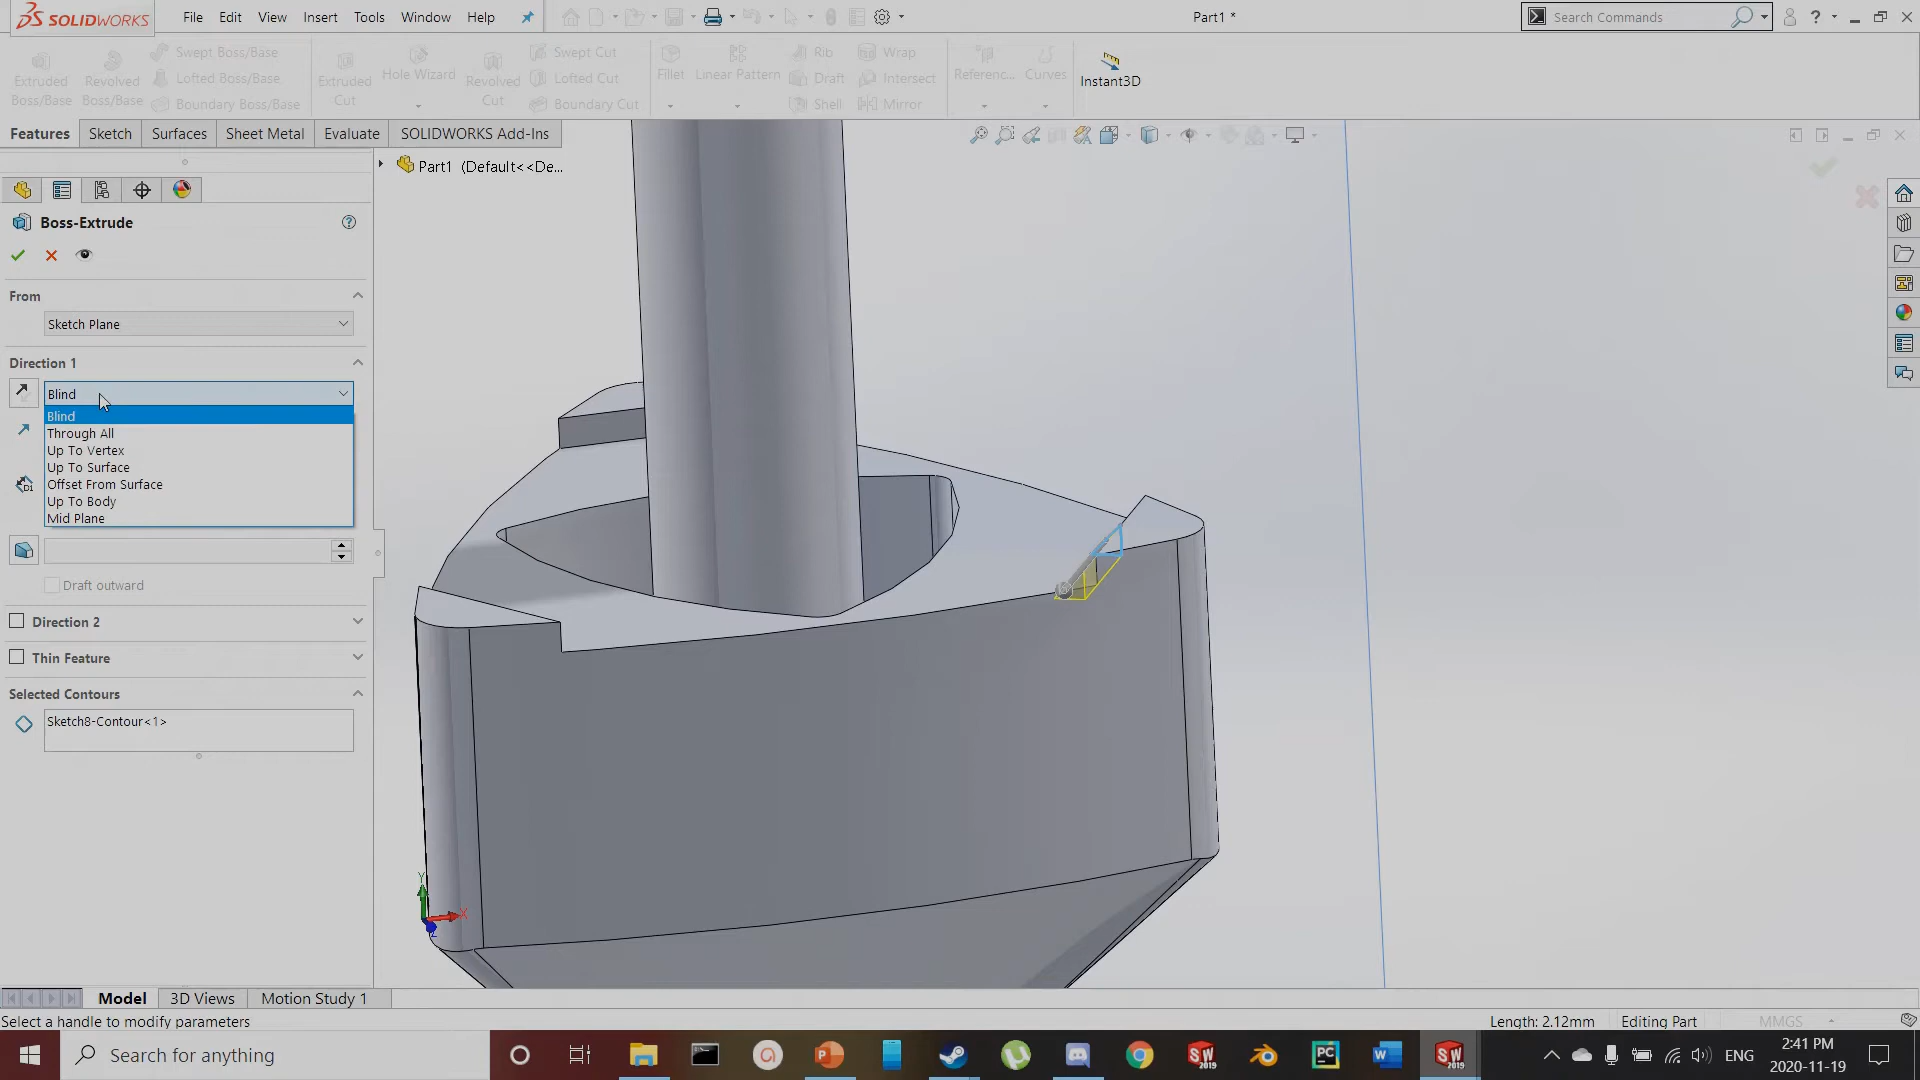 SOLIDWORKS
File Edit View Insert Tools Window Help
Part1 *
Search Commands
Extruded Boss/Base
Revolved Boss/Base
Swept Boss/Base
Lofted Boss/Base
Boundary Boss/Base
Extruded Cut
Hole Wizard
Revolved Cut
Swept Cut
Lofted Cut
Boundary Cut
Fillet
Linear Pattern
Rib
Draft
Shell
Wrap
Intersect
Mirror
Referenc...
Curves
Instant3D
Features Sketch Surfaces Sheet Metal Evaluate SOLIDWORKS Add-Ins
Part1 (Default<<De...
Boss-Extrude
From
Sketch Plane
Direction 1
Blind
Blind
Through All
Up To Vertex
Up To Surface
Offset From Surface
Up To Body
Mid Plane
Draft outward
Direction 2
Thin Feature
Selected Contours
Sketch8-Contour<1>
Y
X
Z
Model 3D Views Motion Study 1
Select a handle to modify parameters
Length: 2.12mm Editing Part MMGS
Search for anything
ENG
2:41 PM
2020-11-19